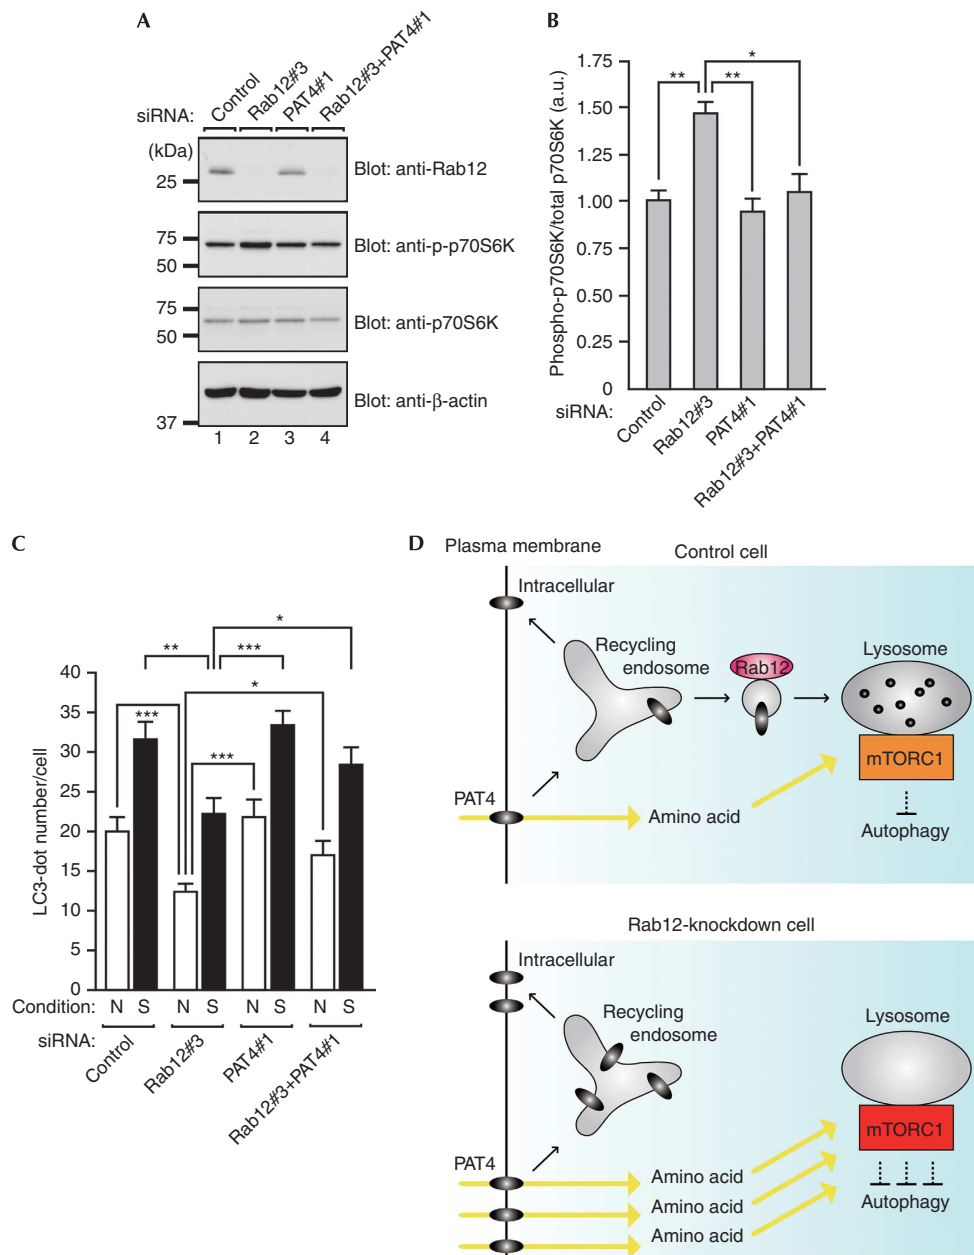 A
siRNA:
Control
Rab12#3
PAT4#1
Rab12#3+PAT4#1
(kDa)
25
Blot: anti-Rab12
75
50
Blot: anti-p-p70S6K
75
50
Blot: anti-p70S6K
37
Blot: anti-β-actin
1 2 3 4
B
Phospho-p70S6K/total p70S6K (a.u.)
1.75
1.50
1.25
1.00
0.75
0.50
0.25
0
** ** *
siRNA:
Control
Rab12#3
PAT4#1
Rab12#3+PAT4#1
C
LC3-dot number/cell
40
35
30
25
20
15
10
5
0
*
** ***
*
***
***
Condition: N S N S N S N S
siRNA:
Control
Rab12#3
PAT4#1
Rab12#3+PAT4#1
D
Plasma membrane
Control cell
Intracellular
Recycling
endosome
Rab12
Lysosome
mTORC1
PAT4
Amino acid
Autophagy
Rab12-knockdown cell
Intracellular
Recycling
endosome
Lysosome
mTORC1
PAT4
Amino acid
Amino acid
Amino acid
Autophagy